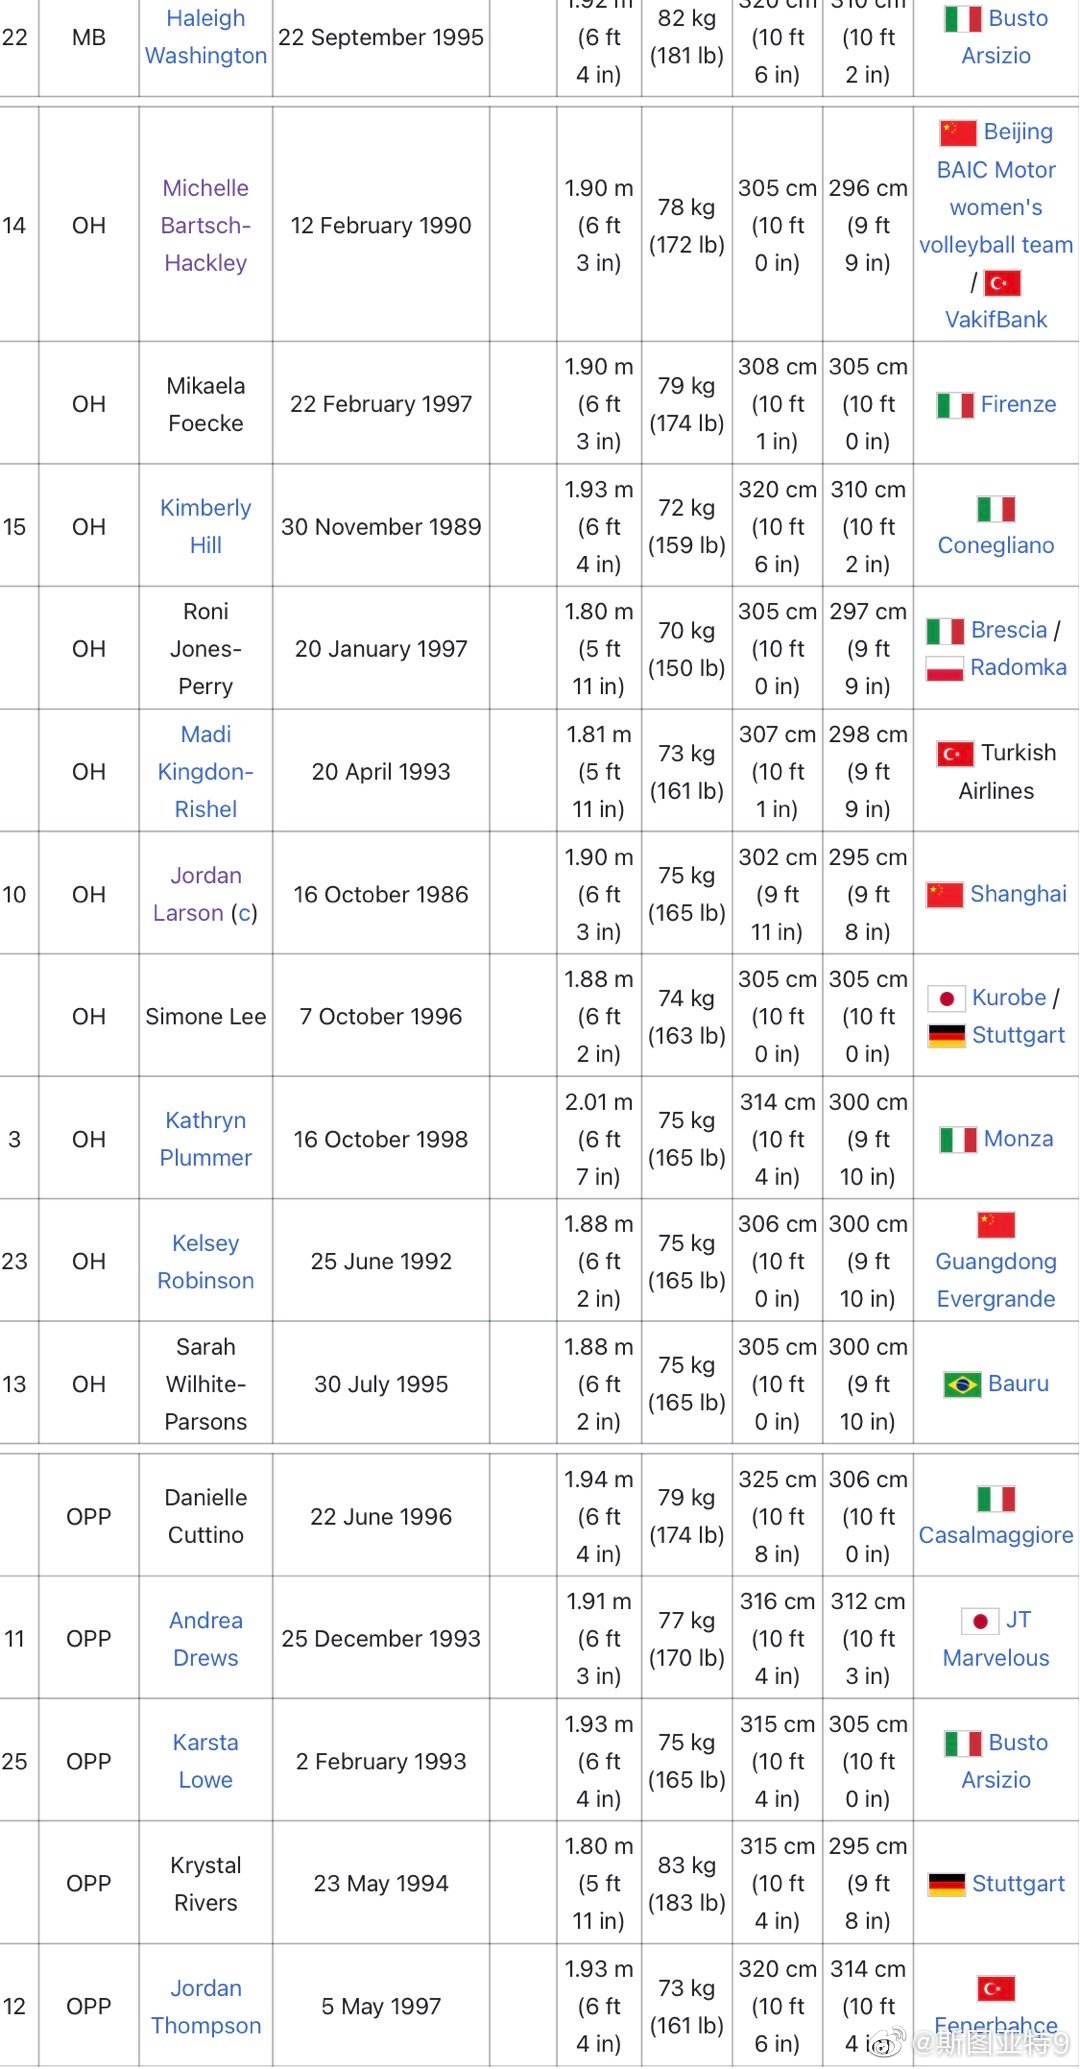 22 MB Haleigh Washington 22 September 1995 1.92 m (6 ft 4 in) 82 kg (181 lb) 320 cm (10 ft 6 in) 310 cm (10 ft 2 in) Busto Arsizio
14 OH Michelle Bartsch-Hackley 12 February 1990 1.90 m (6 ft 3 in) 78 kg (172 lb) 305 cm (10 ft 0 in) 296 cm (9 ft 9 in) Beijing BAIC Motor women's volleyball team / VakifBank
OH Mikaela Foecke 22 February 1997 1.90 m (6 ft 3 in) 79 kg (174 lb) 308 cm (10 ft 1 in) 305 cm (10 ft 0 in) Firenze
15 OH Kimberly Hill 30 November 1989 1.93 m (6 ft 4 in) 72 kg (159 lb) 320 cm (10 ft 6 in) 310 cm (10 ft 2 in) Conegliano
OH Roni Jones-Perry 20 January 1997 1.80 m (5 ft 11 in) 70 kg (150 lb) 305 cm (10 ft 0 in) 297 cm (9 ft 9 in) Brescia / Radomka
OH Madi Kingdon-Rishel 20 April 1993 1.81 m (5 ft 11 in) 73 kg (161 lb) 307 cm (10 ft 1 in) 298 cm (9 ft 9 in) Turkish Airlines
10 OH Jordan Larson (c) 16 October 1986 1.90 m (6 ft 3 in) 75 kg (165 lb) 302 cm (9 ft 11 in) 295 cm (9 ft 8 in) Shanghai
OH Simone Lee 7 October 1996 1.88 m (6 ft 2 in) 74 kg (163 lb) 305 cm (10 ft 0 in) 305 cm (10 ft 0 in) Kurobe / Stuttgart
3 OH Kathryn Plummer 16 October 1998 2.01 m (6 ft 7 in) 75 kg (165 lb) 314 cm (10 ft 4 in) 300 cm (9 ft 10 in) Monza
23 OH Kelsey Robinson 25 June 1992 1.88 m (6 ft 2 in) 75 kg (165 lb) 306 cm (10 ft 0 in) 300 cm (9 ft 10 in) Guangdong Evergrande
13 OH Sarah Wilhite-Parsons 30 July 1995 1.88 m (6 ft 2 in) 75 kg (165 lb) 305 cm (10 ft 0 in) 300 cm (9 ft 10 in) Bauru
OPP Danielle Cuttino 22 June 1996 1.94 m (6 ft 4 in) 79 kg (174 lb) 325 cm (10 ft 8 in) 306 cm (10 ft 0 in) Casalmaggiore
11 OPP Andrea Drews 25 December 1993 1.91 m (6 ft 3 in) 77 kg (170 lb) 316 cm (10 ft 4 in) 312 cm (10 ft 3 in) JT Marvelous
25 OPP Karsta Lowe 2 February 1993 1.93 m (6 ft 4 in) 75 kg (165 lb) 315 cm (10 ft 4 in) 305 cm (10 ft 0 in) Busto Arsizio
OPP Krystal Rivers 23 May 1994 1.80 m (5 ft 11 in) 83 kg (183 lb) 315 cm (10 ft 4 in) 295 cm (9 ft 8 in) Stuttgart
12 OPP Jordan Thompson 5 May 1997 1.93 m (6 ft 4 in) 73 kg (161 lb) 320 cm (10 ft 6 in) 314 cm (10 ft 4 in) Fenerbahçe
@斯图亚特9